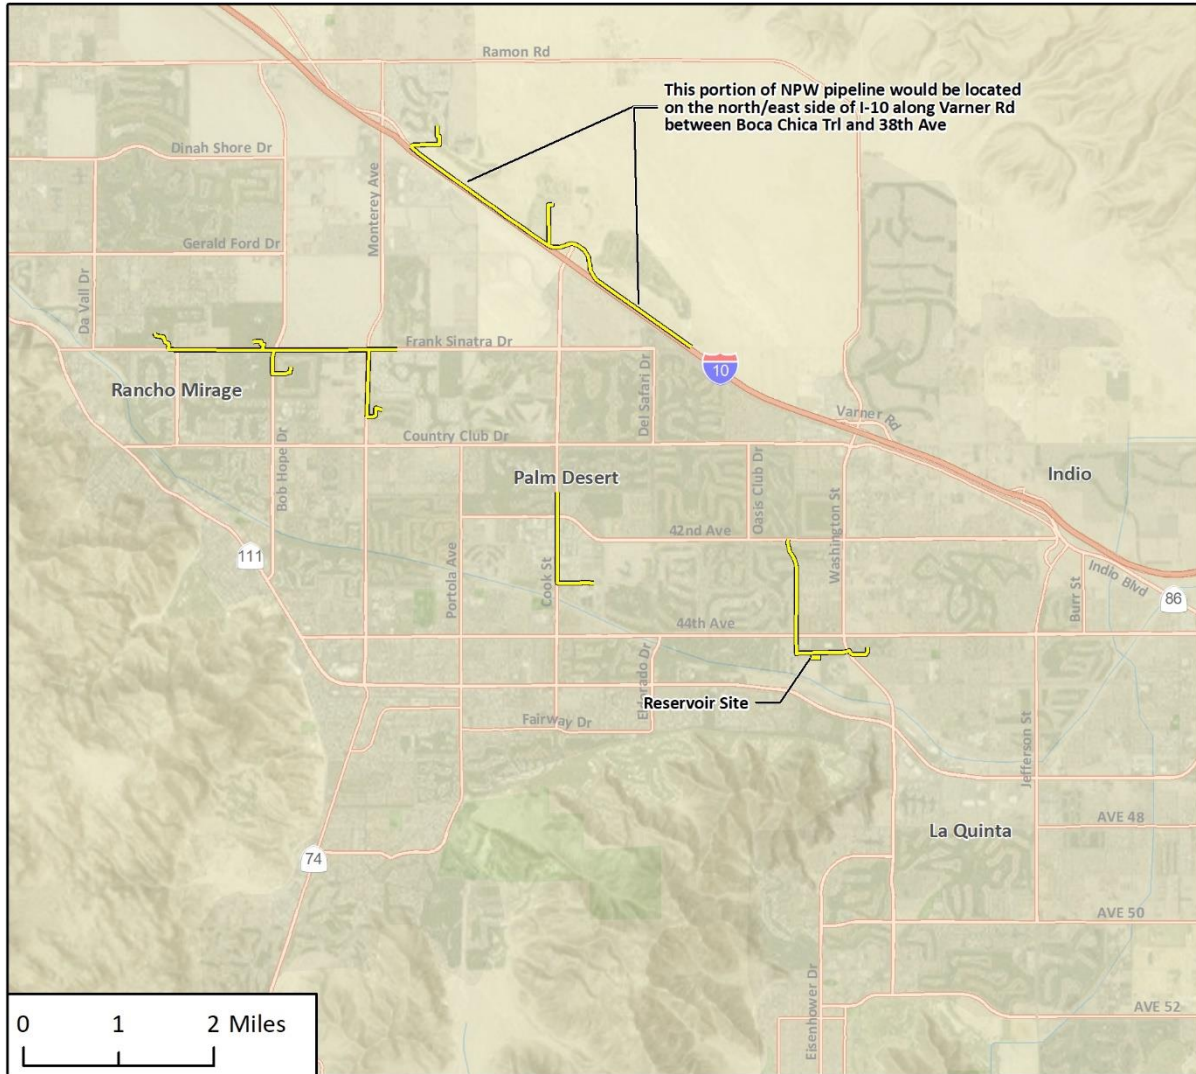 Ramon Rd
This portion of NPW pipeline would be located
on the north/east side of I-10 along Varner Rd
between Boca Chica Trl and 38th Ave
Dinah Shore Dr
Monterey Ave
Gerald Ford Dr
Da Vall Dr
Frank Sinatra Dr
10
Rancho Mirage
Del Safari Dr
Varner Rd
Country Club Dr
Bob Hope Dr
Palm Desert
Oasis Club Dr
Indio
Washington St
42nd Ave
111
Portola Ave
Cook St
Indio Blvd
Burr St
86
44th Ave
Eldorado Dr
Reservoir Site
Fairway Dr
Jefferson St
La Quinta
AVE 48
74
AVE 50
Eisenhower Dr
AVE 52
0 1 2 Miles